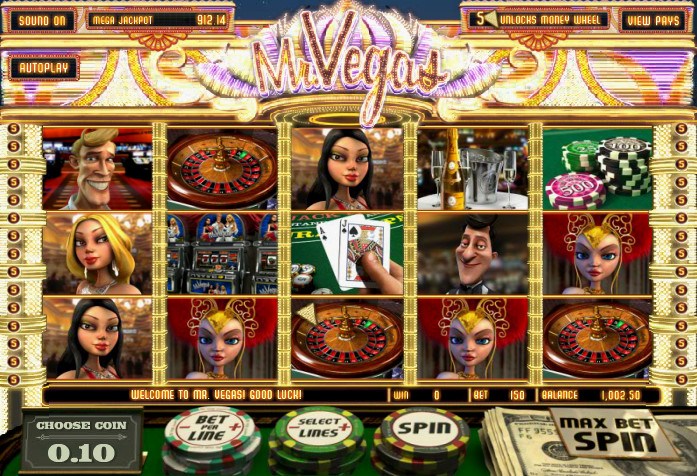 SOUND ON
MEGA JACKPOT 912.14
5 UNLOCKS MONEY WHEEL
VIEW PAYS
AUTOPLAY
Mr. Vegas
WELCOME TO MR. VEGAS! GOOD LUCK!
WIN 0
BET 150
BALANCE 1,002.50
CHOOSE COIN
0.10
BET PER LINE
- +
SELECT LINES
- +
SPIN
MAX BET
SPIN